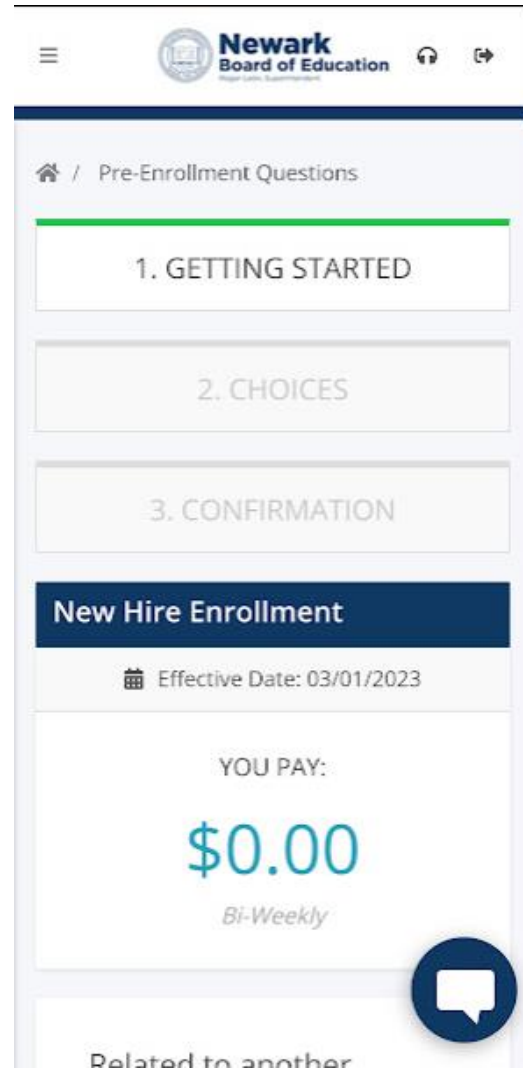 Newark
Board of Education
/ Pre-Enrollment Questions
1. GETTING STARTED
2. CHOICES
3. CONFIRMATION
New Hire Enrollment
Effective Date: 03/01/2023
YOU PAY:
$0.00
Bi-Weekly
Related to another